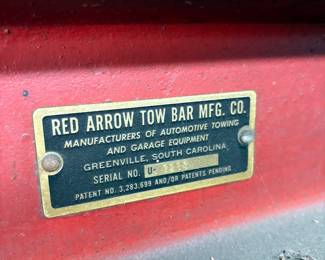 RED ARROW TOW BAR MFG. CO.
MANUFACTURERS OF AUTOMOTIVE TOWING
AND GARAGE EQUIPMENT
GREENVILLE, SOUTH CAROLINA
SERIAL NO. U-
PATENT NO. 3,283,699 AND/OR PATENTS PENDING